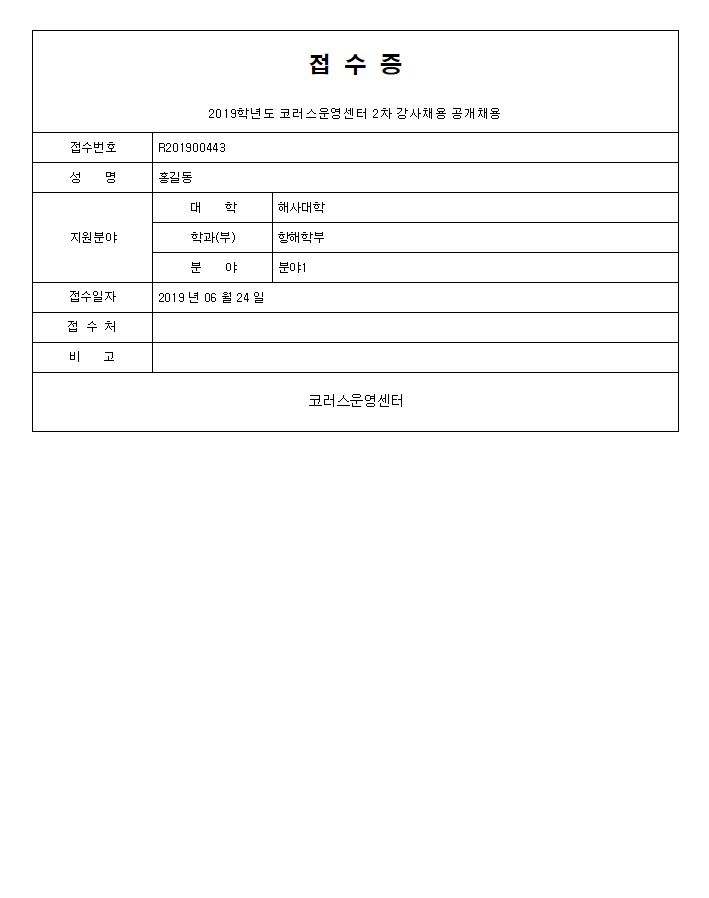 접 수 증
2019학년도 코러스운영센터 2차 강사채용 공개채용
접수번호 R201900443
성 명 홍길동
지원분야
대 학 해사대학
학과(부) 항해학부
분 야 분야1
접수일자 2019 년 06 월 24 일
접 수 처
비 고
코러스운영센터